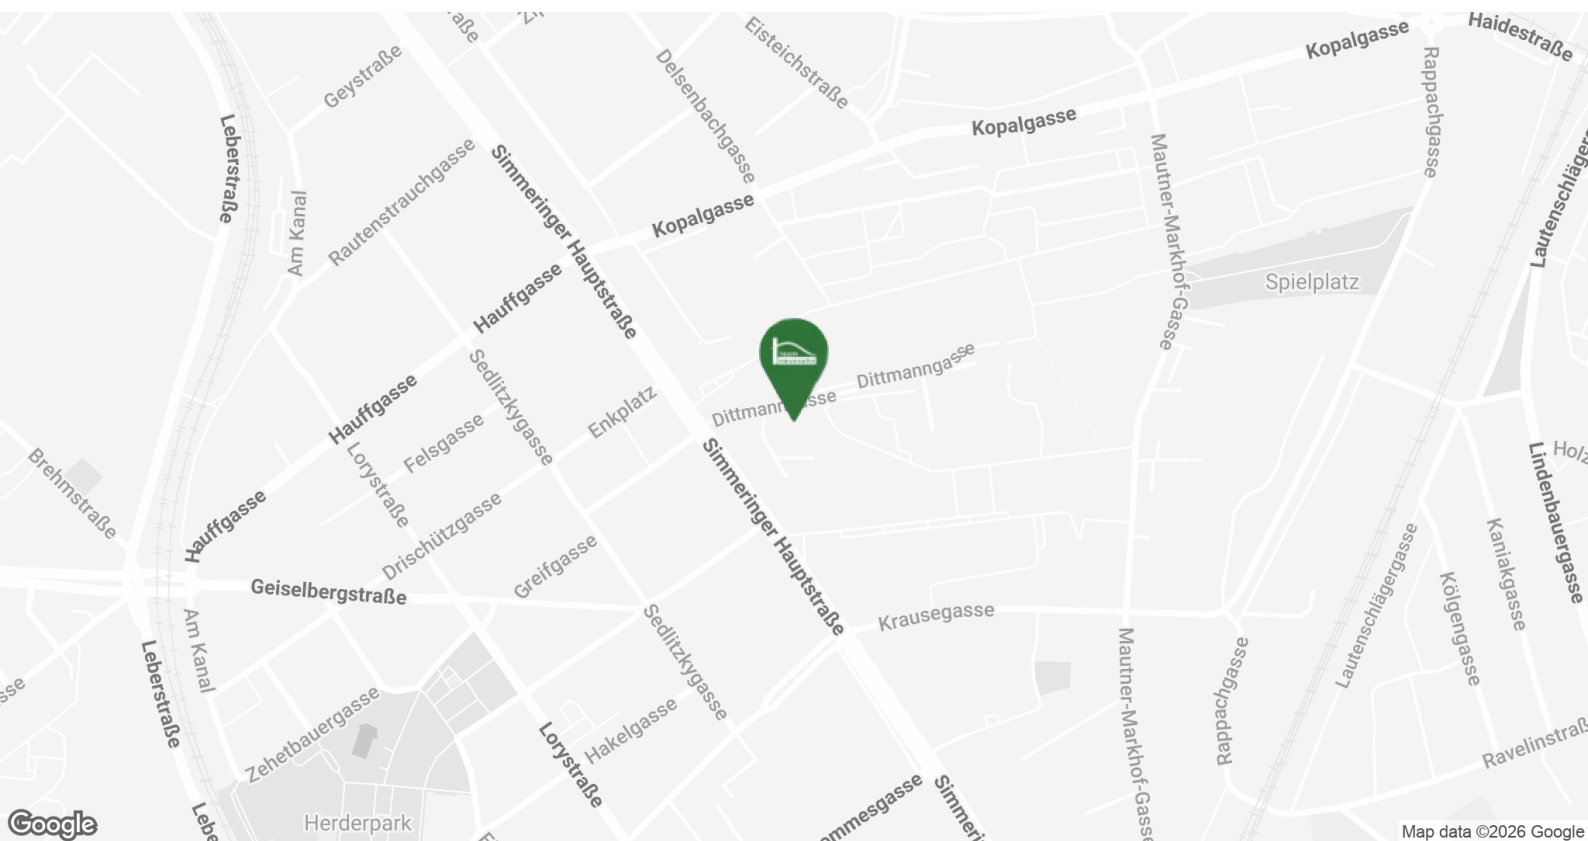 Haidestraße
Kopalgasse
Eisteichstraße
Geystraße
Delsenbachgasse
Rappachgasse
Kopalgasse
Leberstraße
Mautner-Markhof-Gasse
Simmeringer Hauptstraße
Rautenstrauchgasse
Am Kanal
Kopalgasse
Spielplatz
Hauffgasse
Dittmanngasse
Sedlitzkygasse
Enkplatz
Hauffgasse
Felsgasse
Lorystraße
Simmeringer Hauptstraße
Brehmstraße
Hauffgasse
Drischützgasse
Greifgasse
Geiselbergstraße
Krausegasse
Lindenbauergasse
Kaniakgasse
Kölgengasse
Lautenschlägergasse
Am Kanal
Leberstraße
Sedlitzkygasse
Mautner-Markhof-Gasse
Rappachgasse
Zehetbauergasse
Hakelgasse
Lorystraße
Herderpark
Google
Map data ©2026 Google